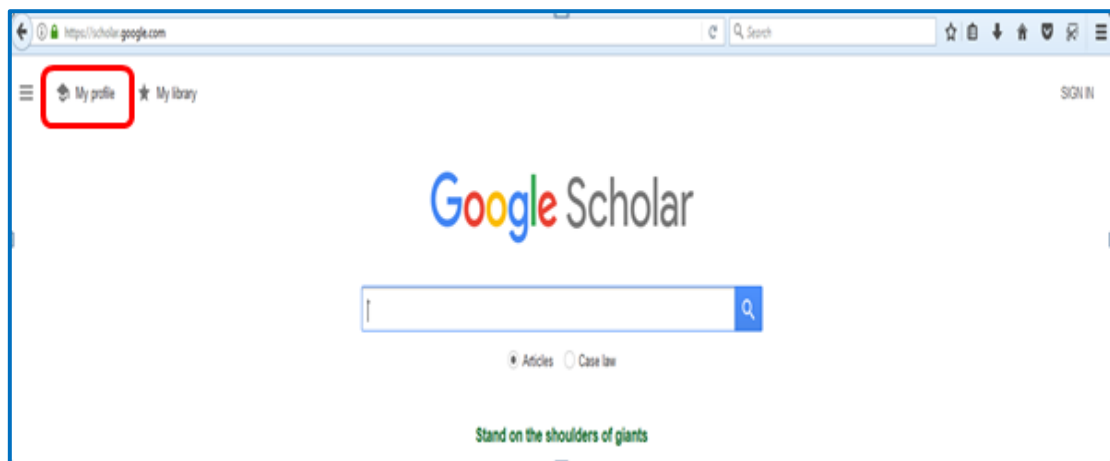 https://scholar.google.com
Search
My profile
My library
SIGN IN
Google Scholar
Articles
Case law
Stand on the shoulders of giants